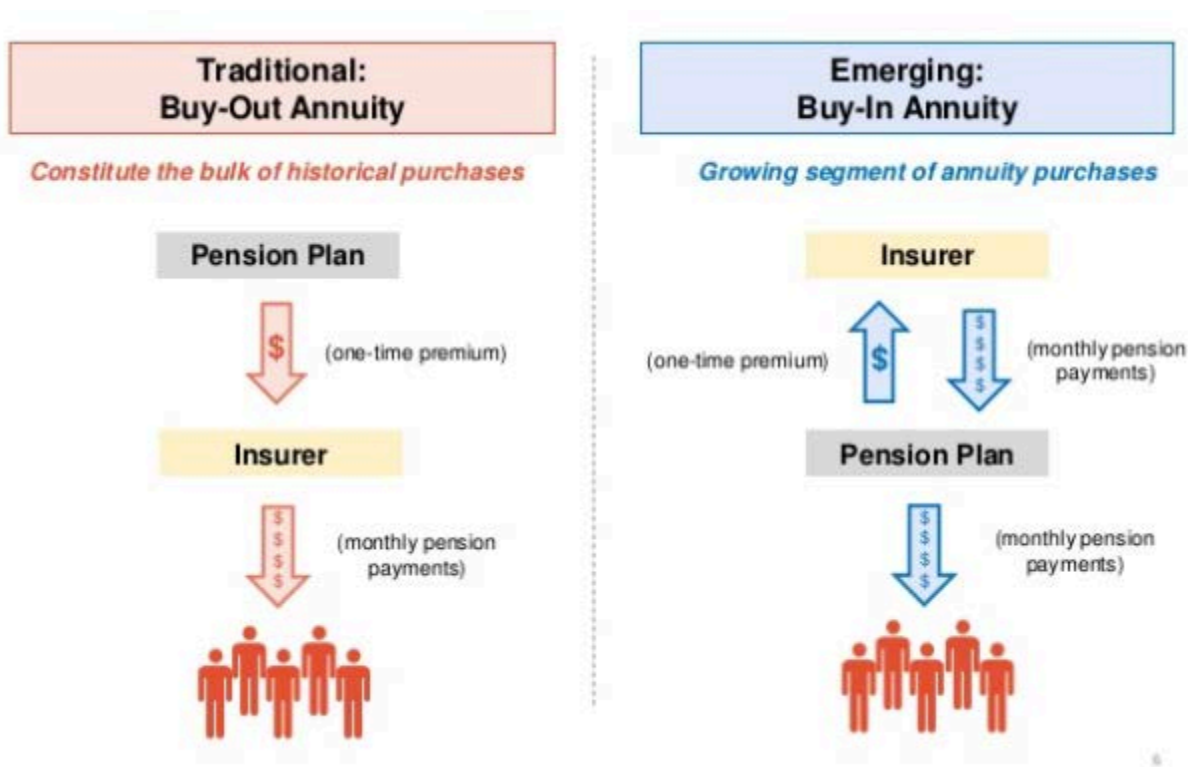 Traditional:
Buy-Out Annuity
Constitute the bulk of historical purchases
Pension Plan
$
(one-time premium)
Insurer
$
$
$
$
(monthly pension
payments)
Emerging:
Buy-In Annuity
Growing segment of annuity purchases
Insurer
(one-time premium)
$
$
$
$
$
(monthly pension
payments)
Pension Plan
$
$
$
$
(monthly pension
payments)